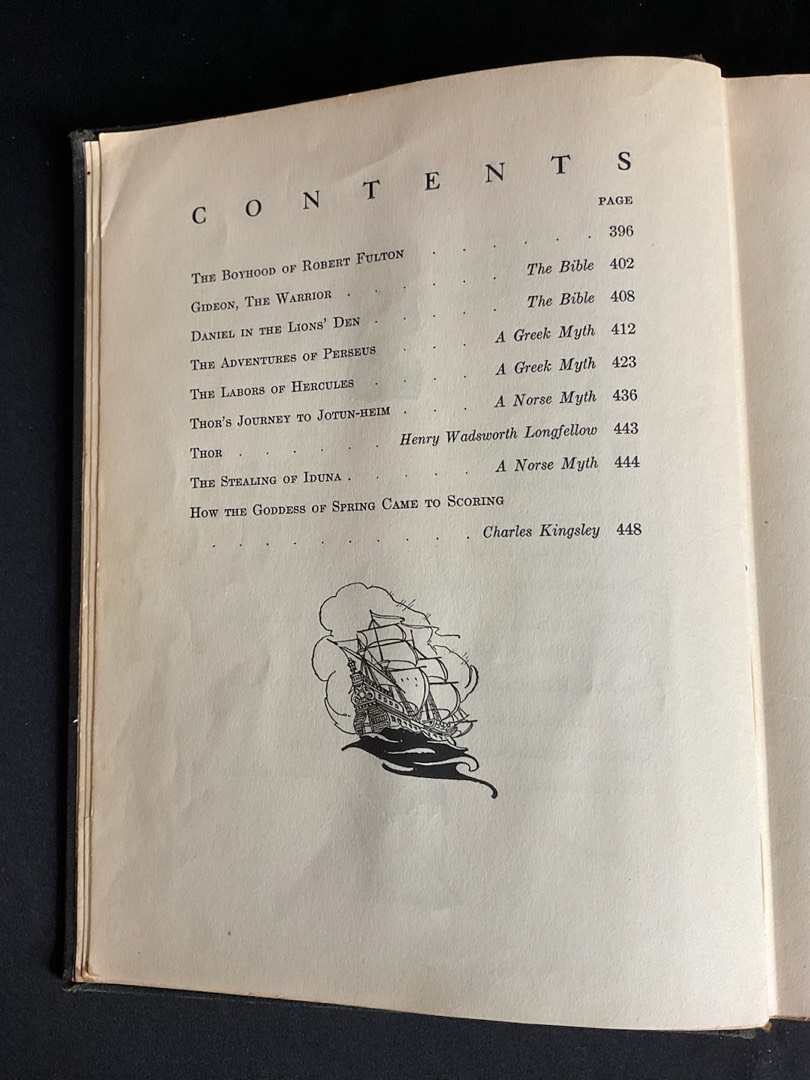 CONTENTS
PAGE
THE BOYHOOD OF ROBERT FULTON . . . . . . 396
GIDEON, THE WARRIOR . . . . . The Bible 402
DANIEL IN THE LIONS' DEN . . . . . The Bible 408
THE ADVENTURES OF PERSEUS . . . A Greek Myth 412
THE LABORS OF HERCULES . . . . A Greek Myth 423
THOR'S JOURNEY TO JOTUN-HEIM . . . A Norse Myth 436
THOR . . . . . . Henry Wadsworth Longfellow 443
THE STEALING OF IDUNA . . . . . A Norse Myth 444
HOW THE GODDESS OF SPRING CAME TO SCORING
. . . . . . . . . . Charles Kingsley 448